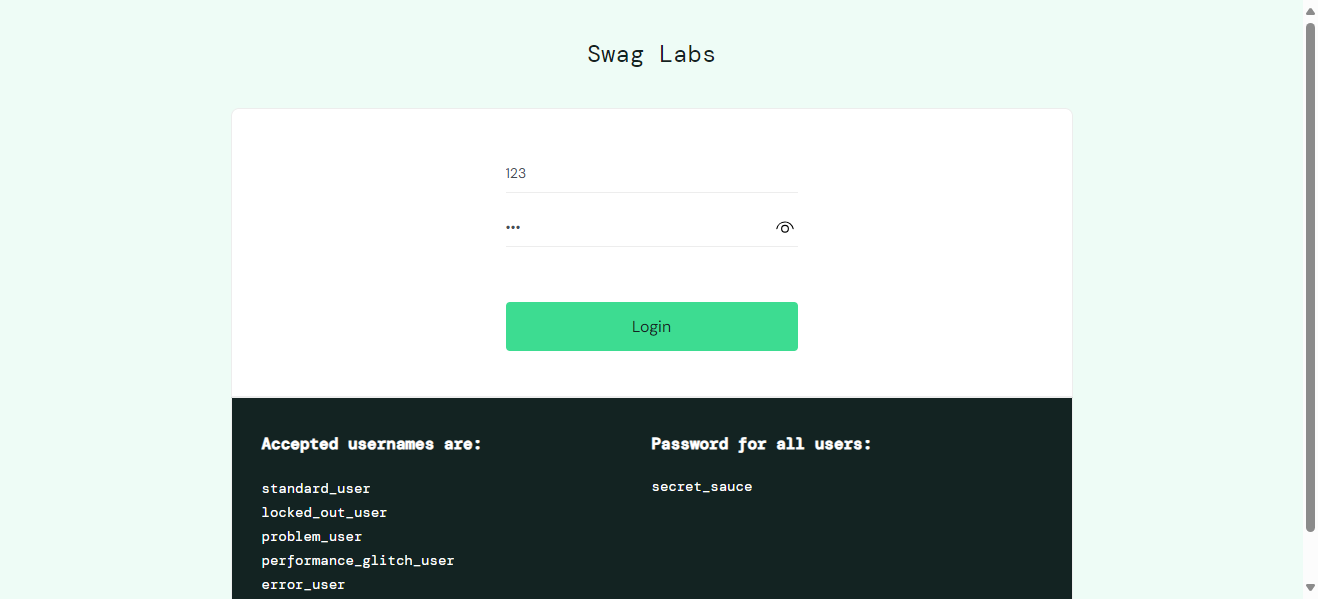 Swag Labs
123
•••
Login
Accepted usernames are:
standard_user
locked_out_user
problem_user
performance_glitch_user
error_user
Password for all users:
secret_sauce